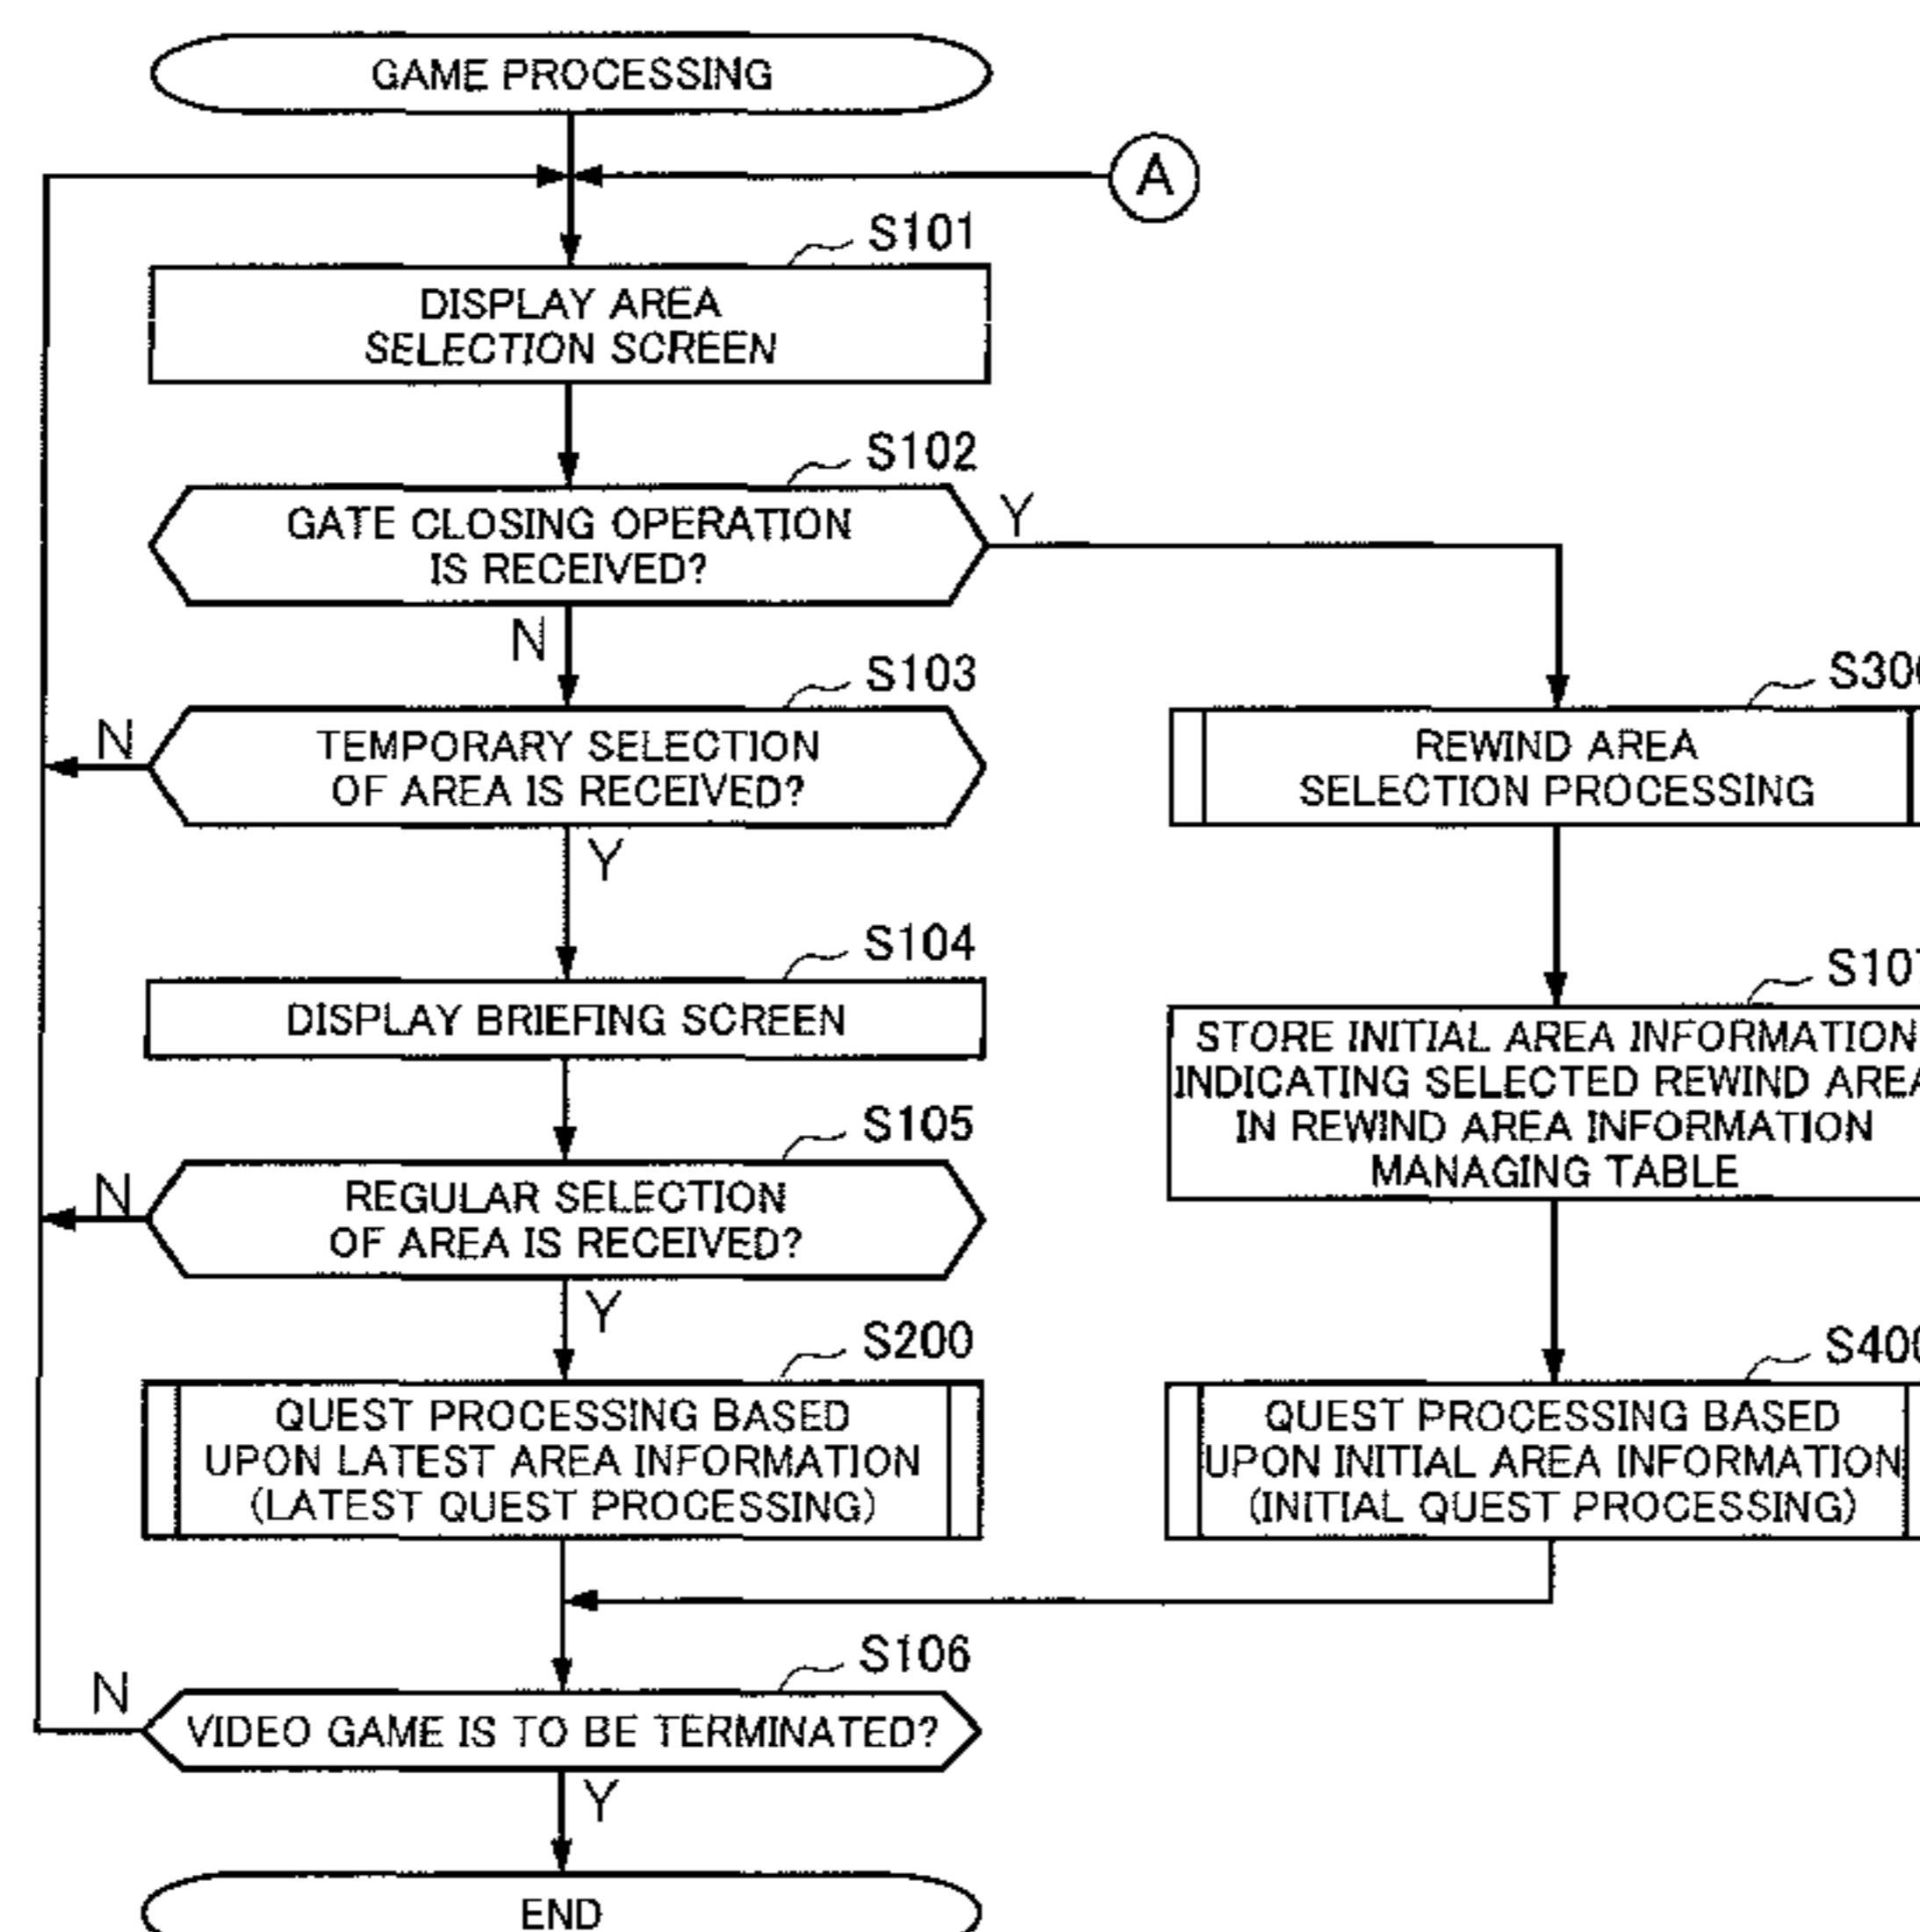 GAME PROCESSING
A
S101
DISPLAY AREA
SELECTION SCREEN
S102
GATE CLOSING OPERATION
IS RECEIVED?
Y
N
S103
TEMPORARY SELECTION
OF AREA IS RECEIVED?
N
Y
S300
REWIND AREA
SELECTION PROCESSING
S104
DISPLAY BRIEFING SCREEN
S107
STORE INITIAL AREA INFORMATION
INDICATING SELECTED REWIND AREA
IN REWIND AREA INFORMATION
MANAGING TABLE
S105
REGULAR SELECTION
OF AREA IS RECEIVED?
N
Y
S200
QUEST PROCESSING BASED
UPON LATEST AREA INFORMATION
(LATEST QUEST PROCESSING)
S400
QUEST PROCESSING BASED
UPON INITIAL AREA INFORMATION
(INITIAL QUEST PROCESSING)
S106
VIDEO GAME IS TO BE TERMINATED?
N
Y
END